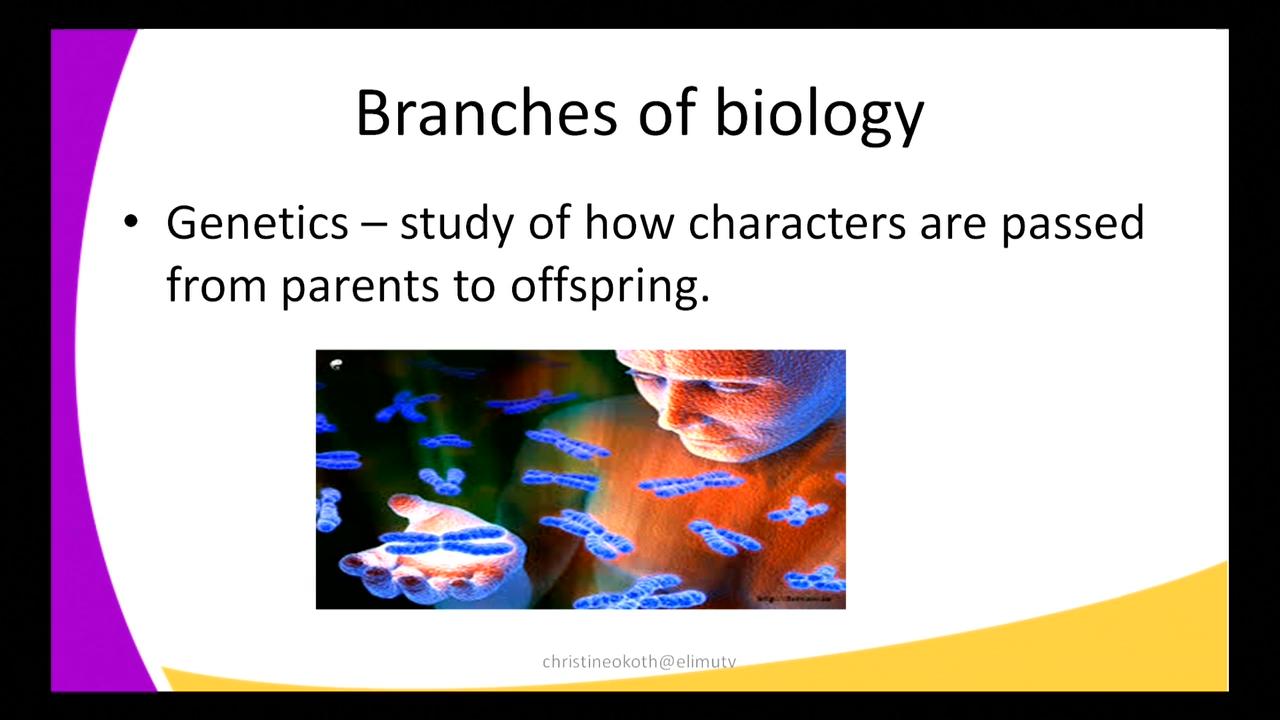 Branches of biology
• Genetics – study of how characters are passed
from parents to offspring.
christineokoth@elimutv